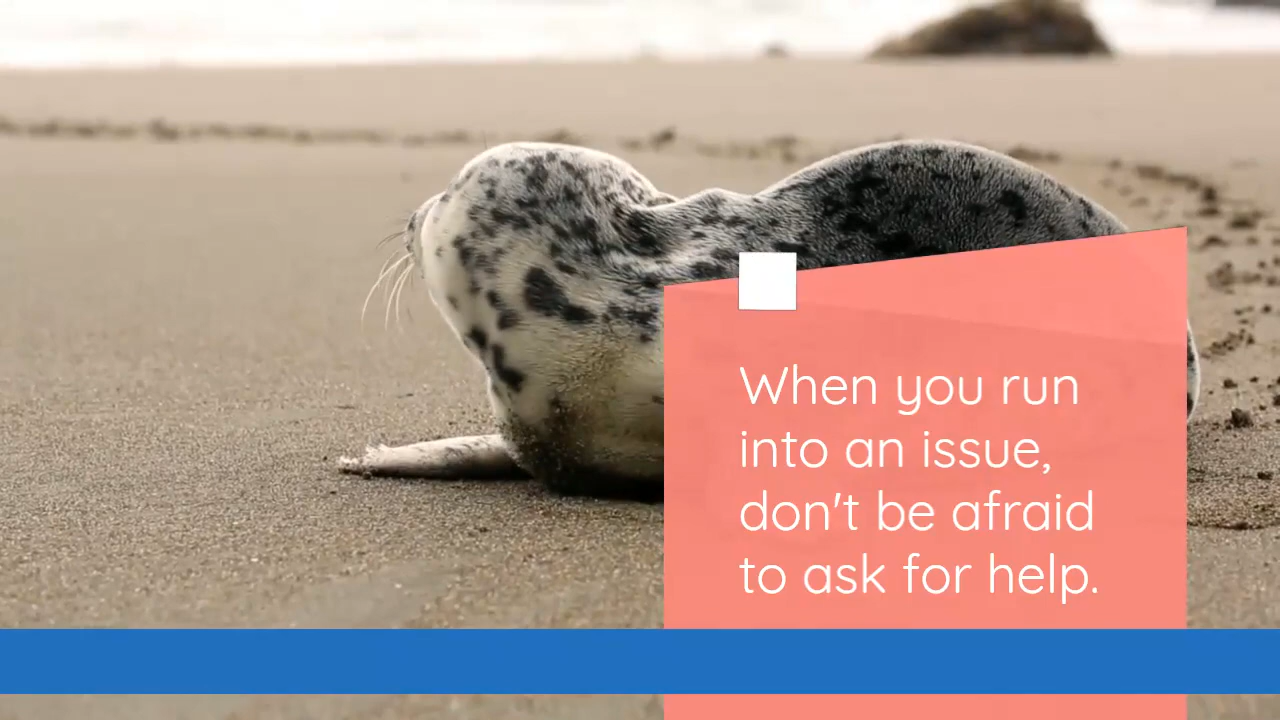 When you run
into an issue,
don't be afraid
to ask for help.